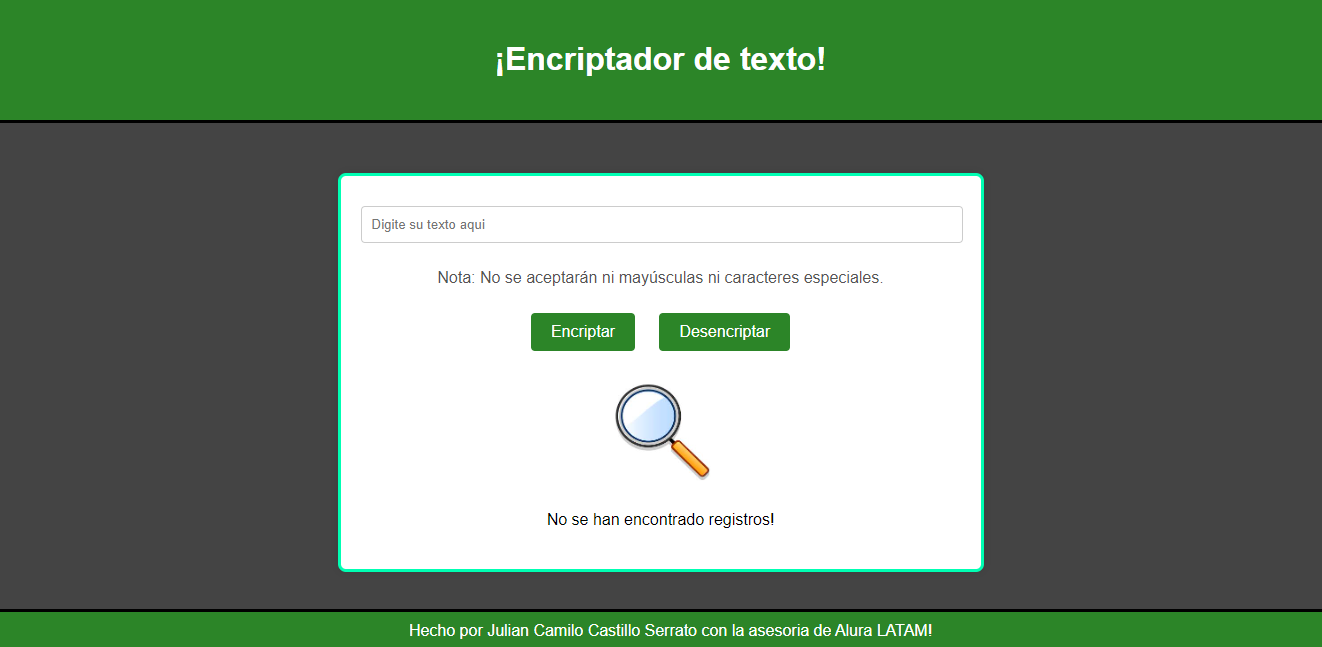 ¡Encriptador de texto!
Digite su texto aqui
Nota: No se aceptarán ni mayúsculas ni caracteres especiales.
Encriptar
Desencriptar
No se han encontrado registros!
Hecho por Julian Camilo Castillo Serrato con la asesoria de Alura LATAM!